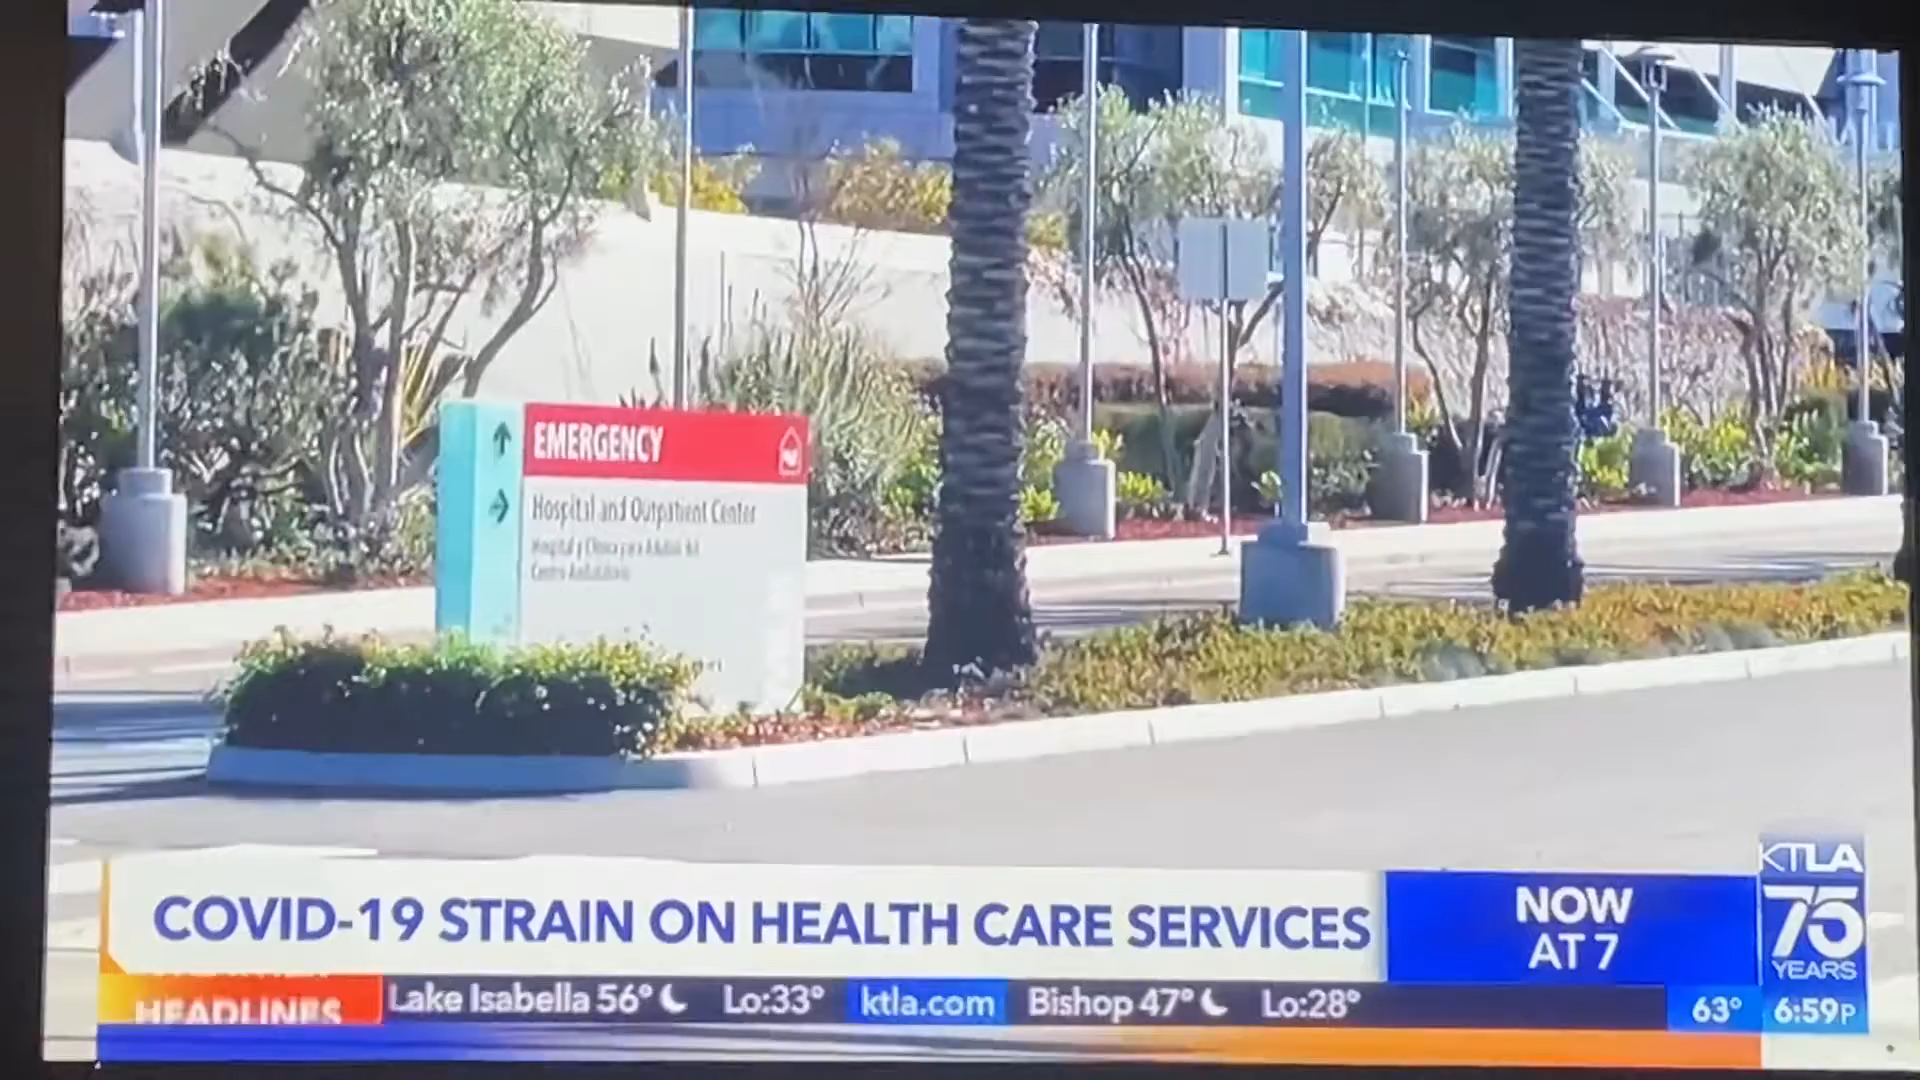 EMERGENCY
Hospital and Outpatient Center
COVID-19 STRAIN ON HEALTH CARE SERVICES
NOW
AT 7
KTLA
75
YEARS
HEADLINES
Lake Isabella 56° Lo:33° ktla.com Bishop 47° Lo:28°
63° 6:59P